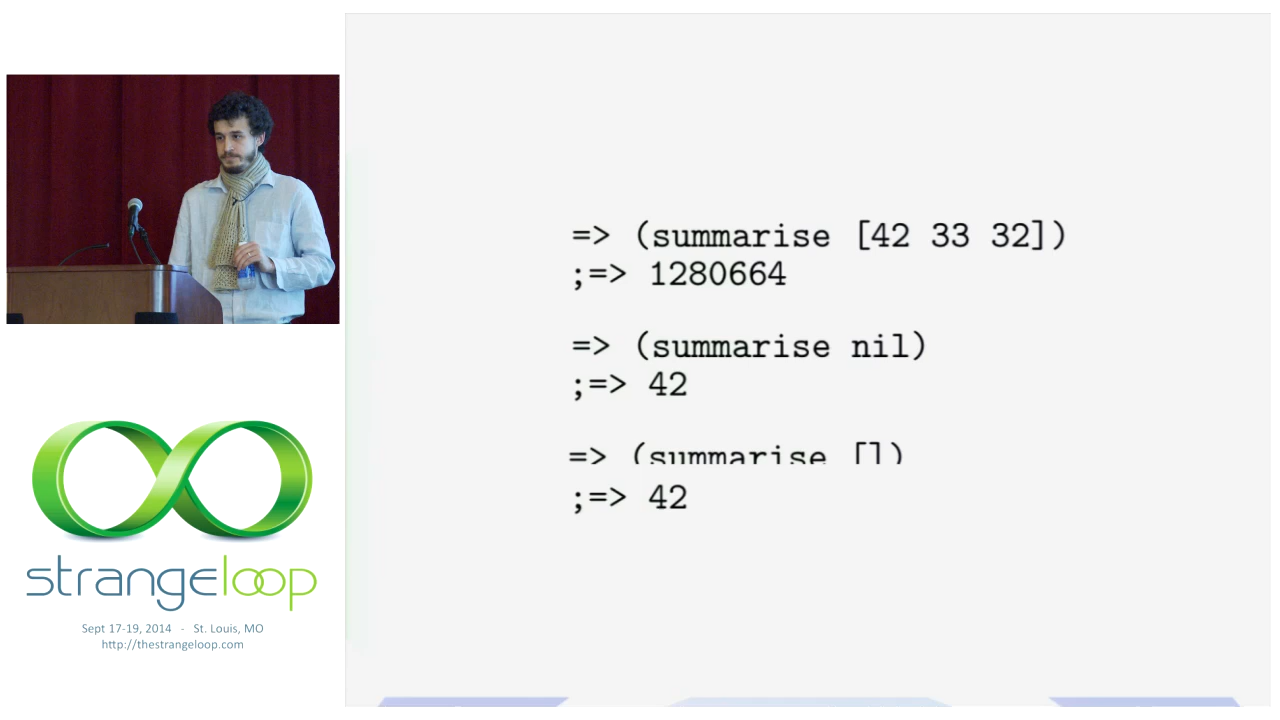 => (summarise [42 33 32])
;=> 1280664
=> (summarise nil)
;=> 42
=> (summarise [])
;=> 42
strangeloop
Sept 17-19, 2014 - St. Louis, MO
http://thestrangeloop.com